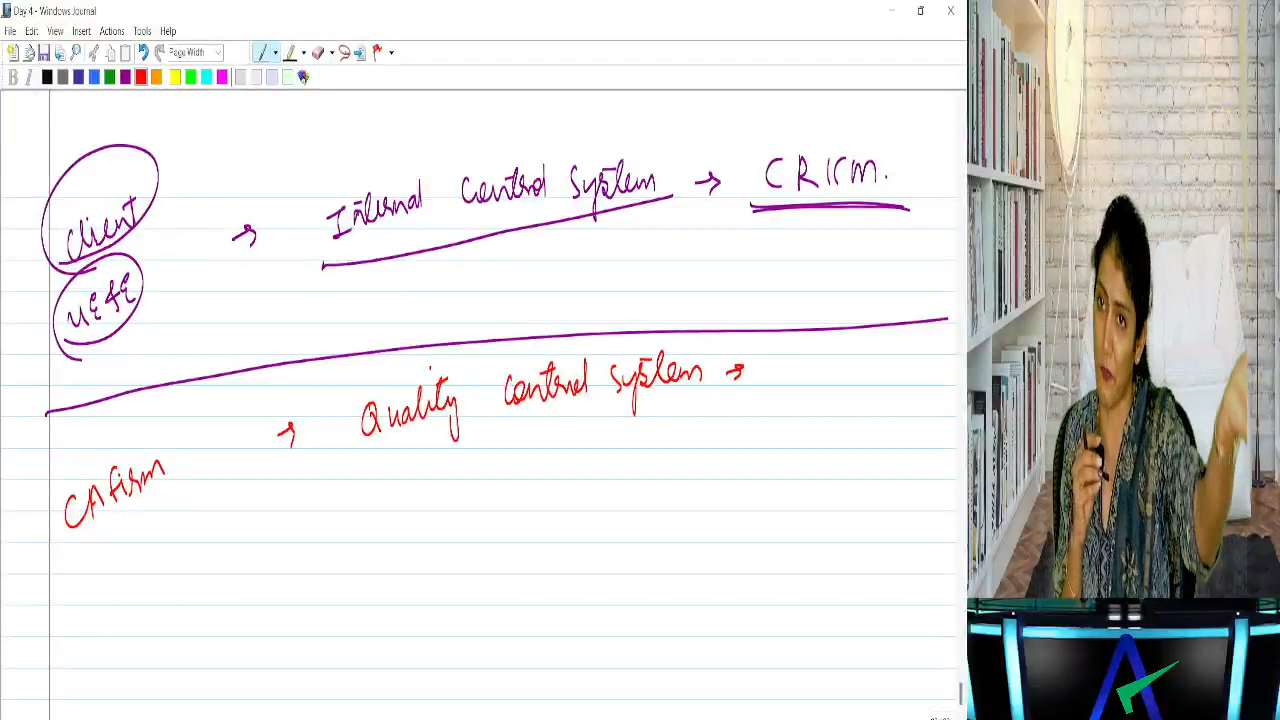 Day 4 - Windows Journal
File Edit View Insert Actions Tools Help
Page Width
B I
client → Internal Control System → CRICM.
→ Quality Control System →
CA firm